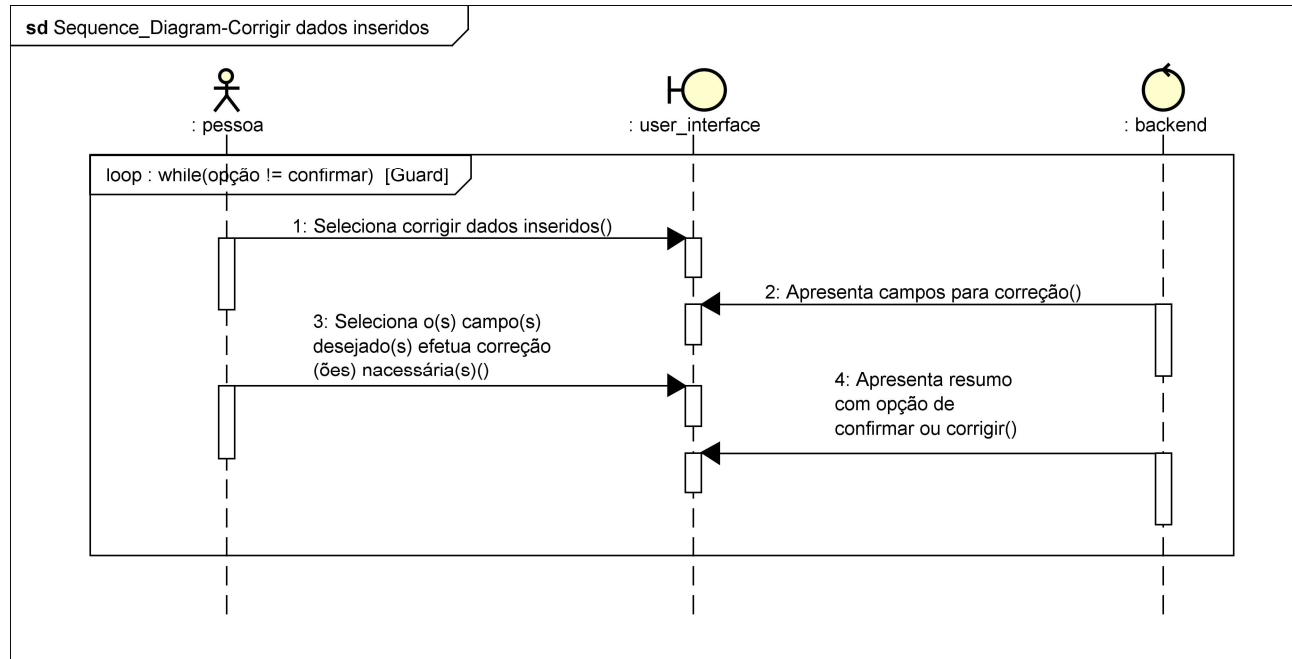 sd Sequence_Diagram-Corrigir dados inseridos
: pessoa
: user_interface
: backend
loop : while(opção != confirmar) [Guard]
1: Seleciona corrigir dados inseridos()
2: Apresenta campos para correção()
3: Seleciona o(s) campo(s)
desejado(s) efetua correção
(ões) nacessária(s)()
4: Apresenta resumo
com opção de
confirmar ou corrigir()